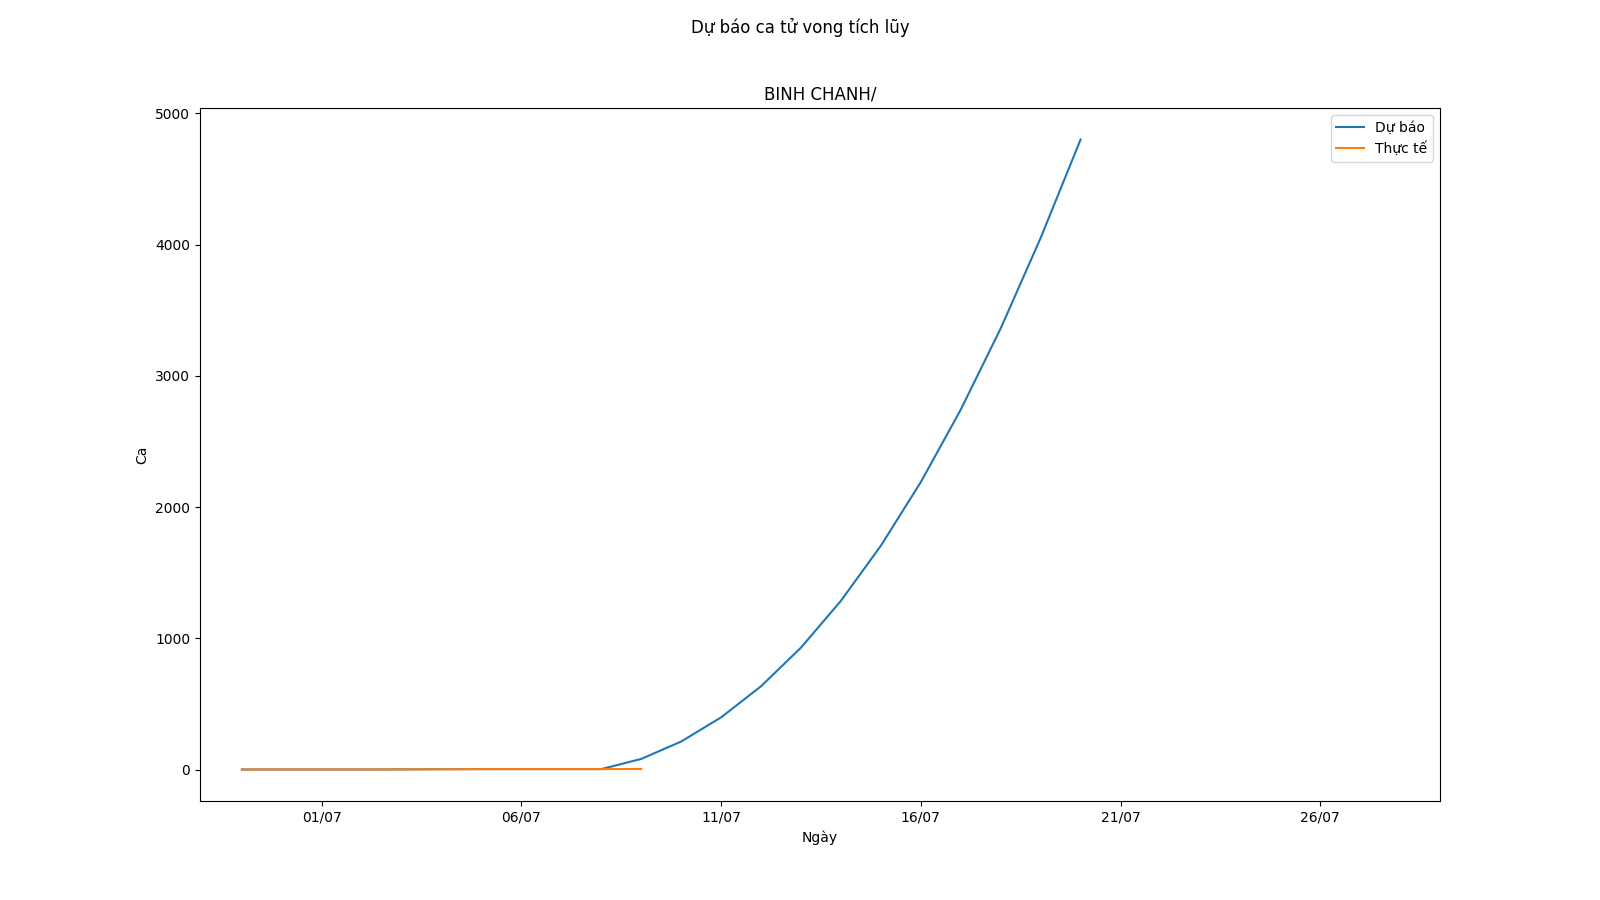 Dự báo ca tử vong tích lũy
BINH CHANH/
Dự báo
Thực tế
5000
4000
3000
2000
1000
0
Ca
01/07
06/07
11/07
16/07
21/07
26/07
Ngày